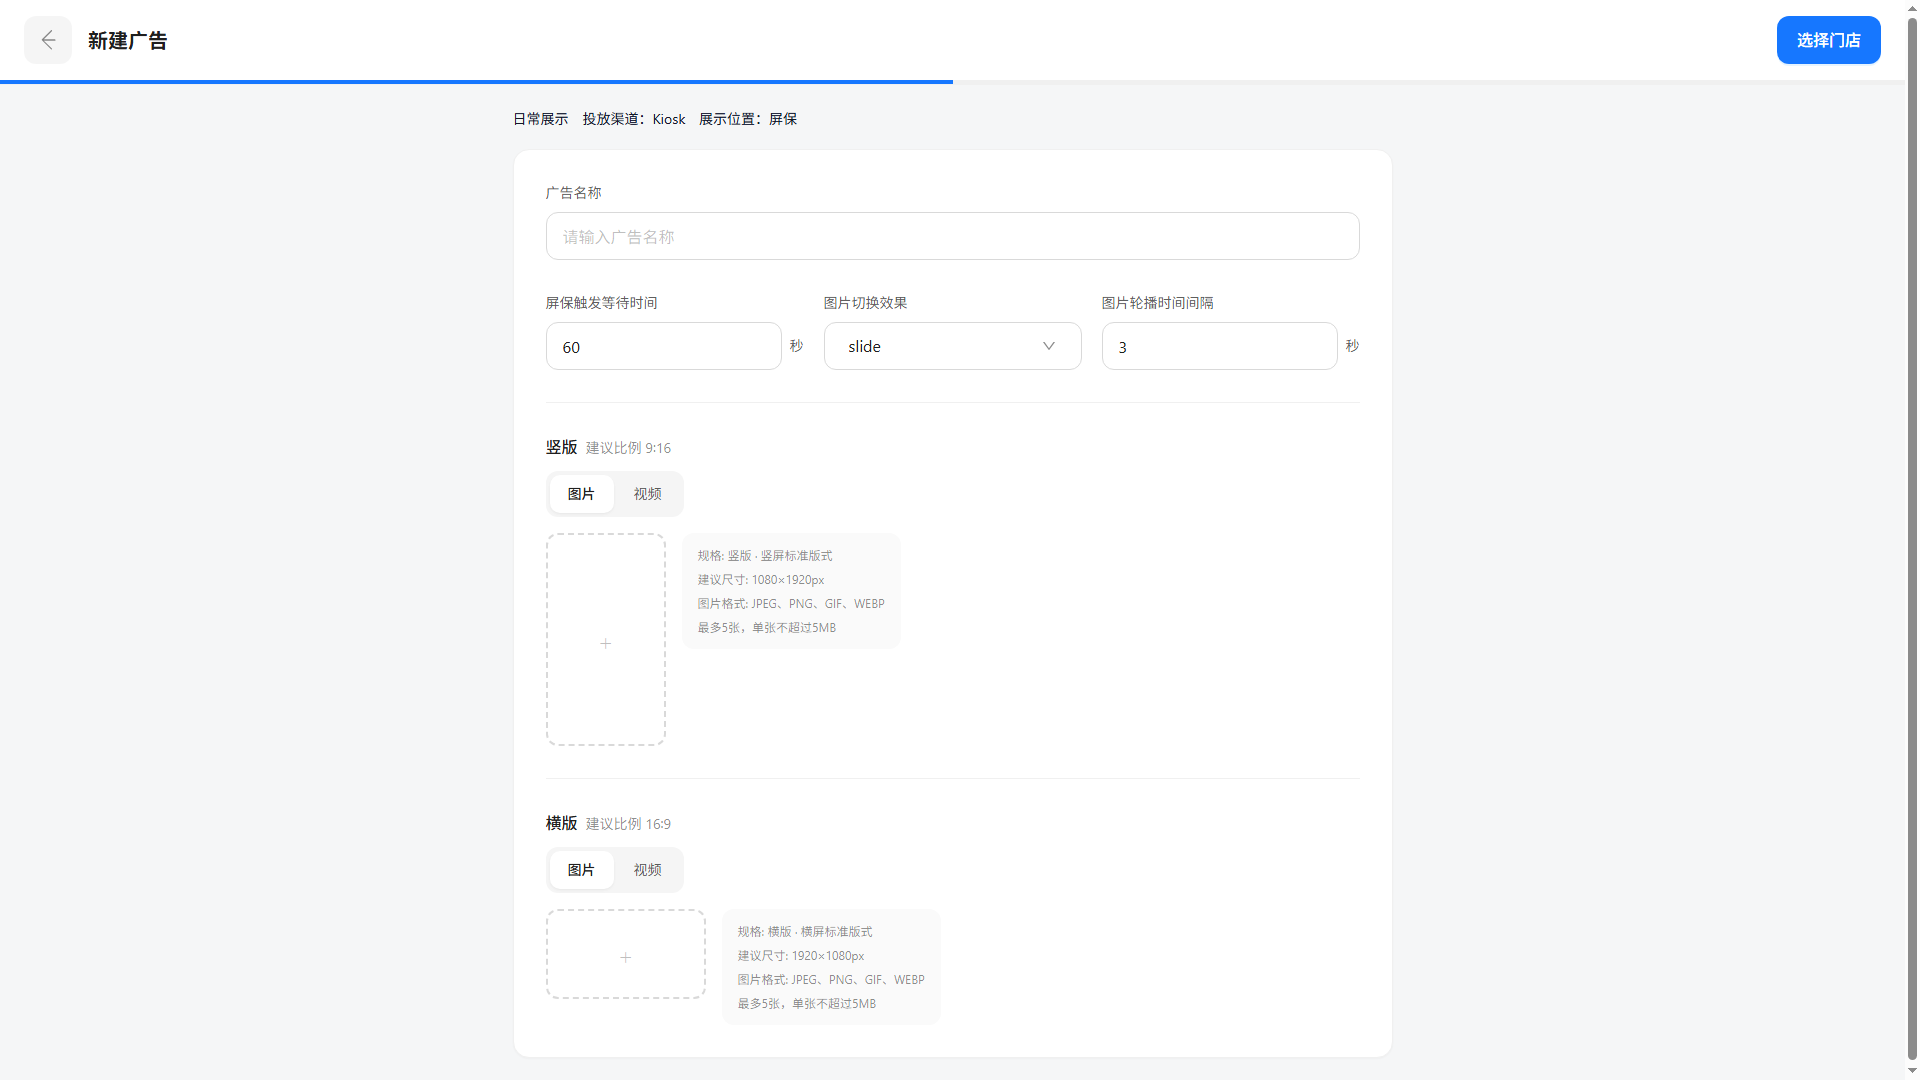 新建广告
选择门店
日常展示 投放渠道：Kiosk 展示位置：屏保
广告名称
请输入广告名称
屏保触发等待时间 图片切换效果 图片轮播时间间隔
60 秒 slide 3 秒
竖版 建议比例 9:16
图片 视频
规格: 竖版 · 竖屏标准版式
建议尺寸: 1080×1920px
图片格式: JPEG、PNG、GIF、WEBP
最多5张，单张不超过5MB
横版 建议比例 16:9
图片 视频
规格: 横版 · 横屏标准版式
建议尺寸: 1920×1080px
图片格式: JPEG、PNG、GIF、WEBP
最多5张，单张不超过5MB